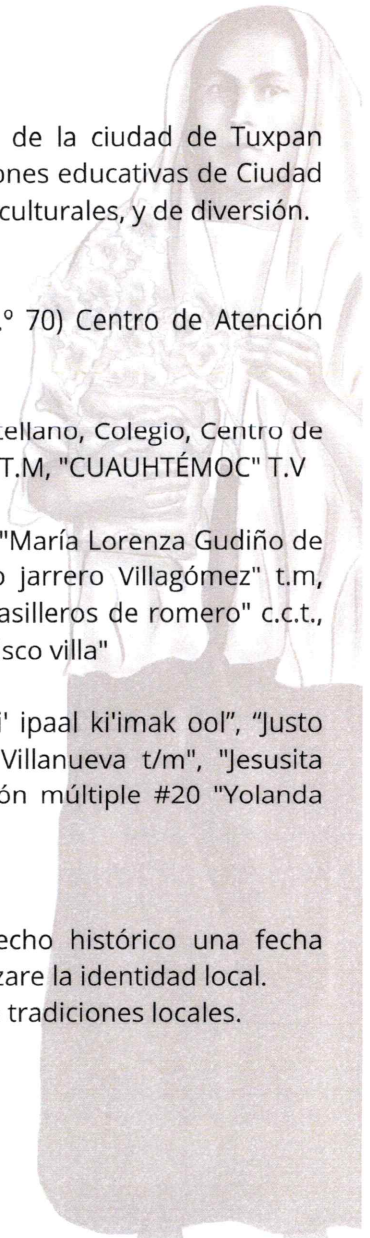 de la ciudad de Tuxpan
ones educativas de Ciudad
culturales, y de diversión.
.º 70) Centro de Atención
tellano, Colegio, Centro de
T.M, "CUAUHTÉMOC" T.V
"María Lorenza Gudiño de
o jarrero Villagómez" t.m,
asilleros de romero" c.c.t.,
sco villa"
i' ipaal ki'imak ool”, “Justo
Villanueva t/m", "Jesusita
ón múltiple #20 "Yolanda
echo histórico una fecha
zare la identidad local.
tradiciones locales.